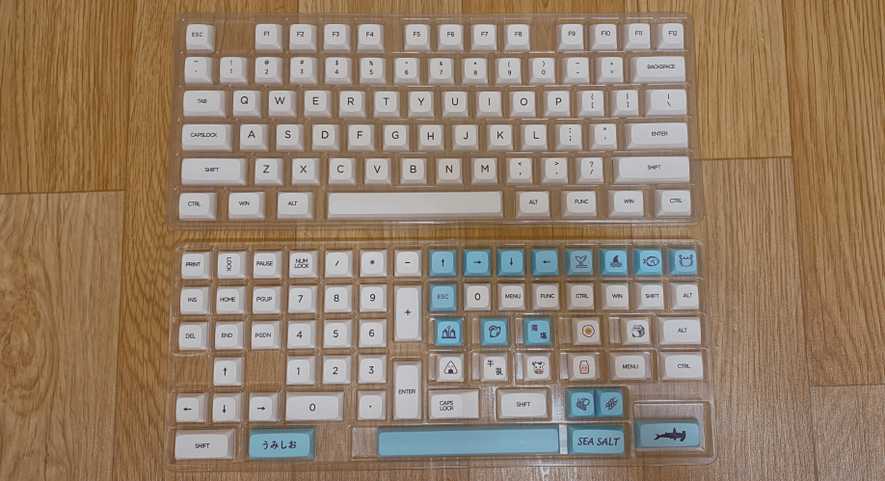 ESC F1 F2 F3 F4 F5 F6 F7 F8 F9 F10 F11 F12
! @ # $ % ^ & * ( ) _ +
1 2 3 4 5 6 7 8 9 0 - = BACKSPACE
TAB Q W E R T Y U I O P { } |
[ ] \
CAPSLOCK A S D F G H J K L : " ENTER
; '
SHIFT Z X C V B N M < > ? SHIFT
, . /
CTRL WIN ALT ALT FUNC WIN CTRL
PRINT LOCK PAUSE NUM LOCK / * - ↑ → ↓ ←
INS HOME PGUP 7 8 9 + ESC 0 MENU FUNC CTRL WIN SHIFT ALT
DEL END PGDN 4 5 6 海塩 ALT
↑ 1 2 3 ENTER 牛乳 MENU CTRL
← ↓ → 0 . CAPS LOCK SHIFT
SHIFT うみしお SEA SALT